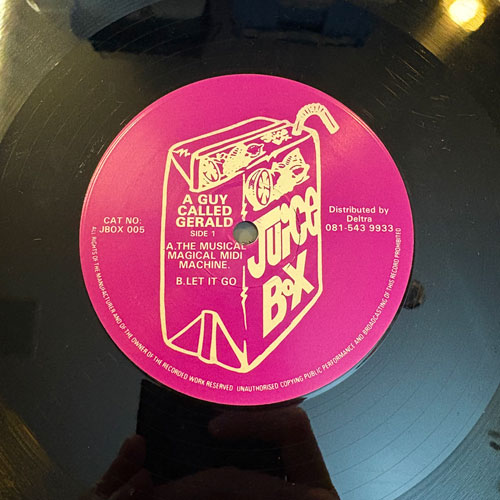 A GUY
CALLED
GERALD
SIDE 1
A.THE MUSICAL
MAGICAL MIDI
MACHINE.
B.LET IT GO
CAT NO:
JBOX 005
JUICE
BOX
Distributed by
Deltra
081-543 9933
ALL RIGHTS OF THE MANUFACTURER AND OF THE OWNER OF THE RECORDED WORK RESERVED UNAUTHORISED COPYING PUBLIC PERFORMANCE AND BROADCASTING OF THIS RECORD PROHIBITED